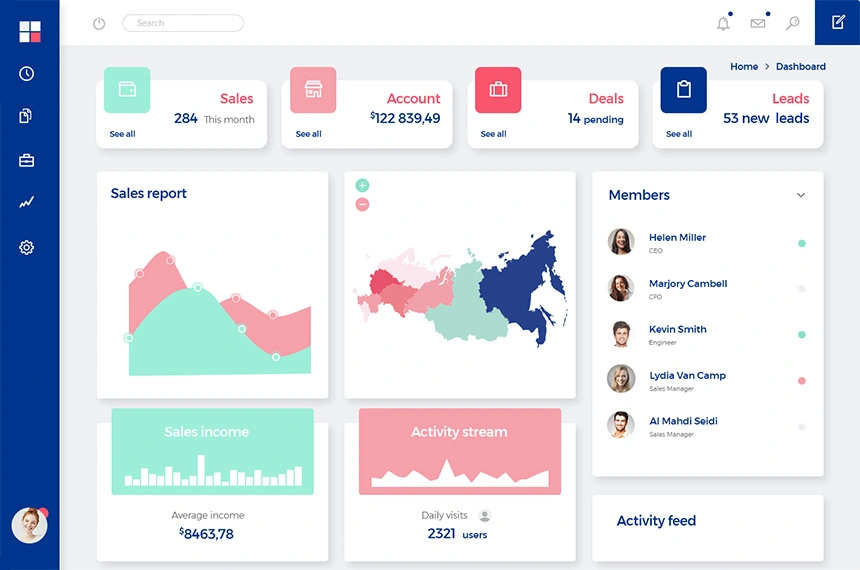 Search
Home > Dashboard
Sales
284 This month
See all
Account
$122 839,49
See all
Deals
14 pending
See all
Leads
53 new leads
See all
Sales report
Members
Helen Miller
CEO
Marjory Cambell
CFO
Kevin Smith
Engineer
Lydia Van Camp
Sales Manager
Al Mahdi Seidi
Sales Manager
Sales income
Average income
$8463,78
Activity stream
Daily visits
2321 users
Activity feed